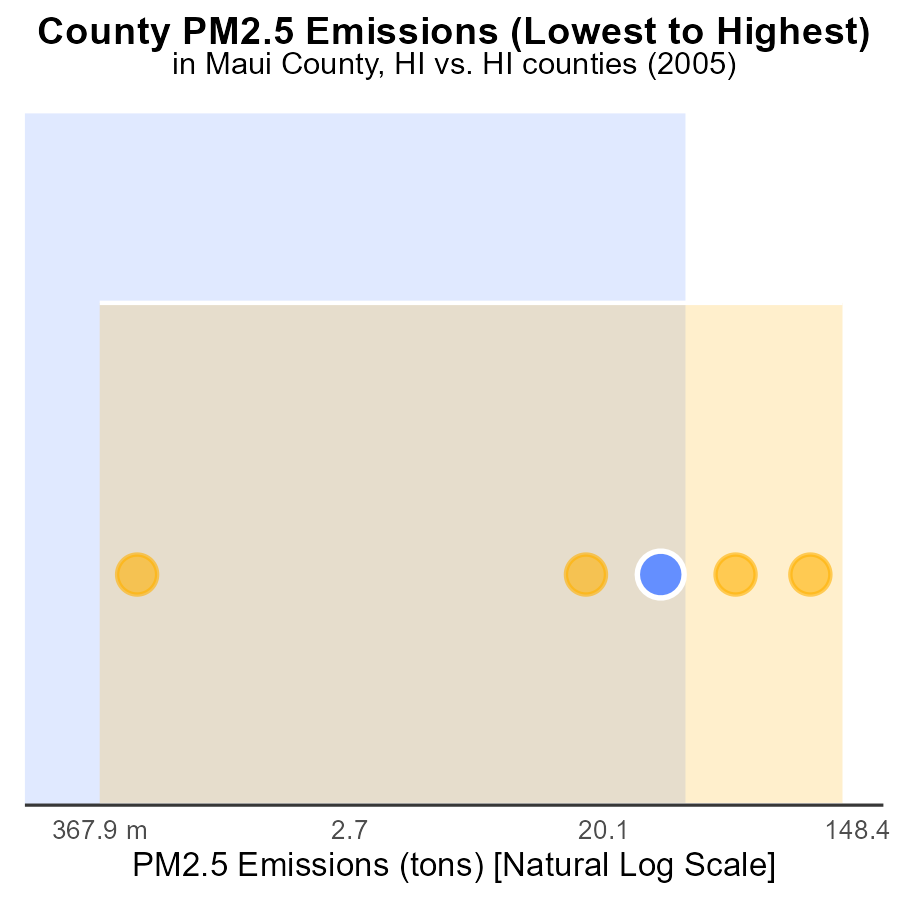 County PM2.5 Emissions (Lowest to Highest)
in Maui County, HI vs. HI counties (2005)
367.9 m 2.7 20.1 148.4
PM2.5 Emissions (tons) [Natural Log Scale]